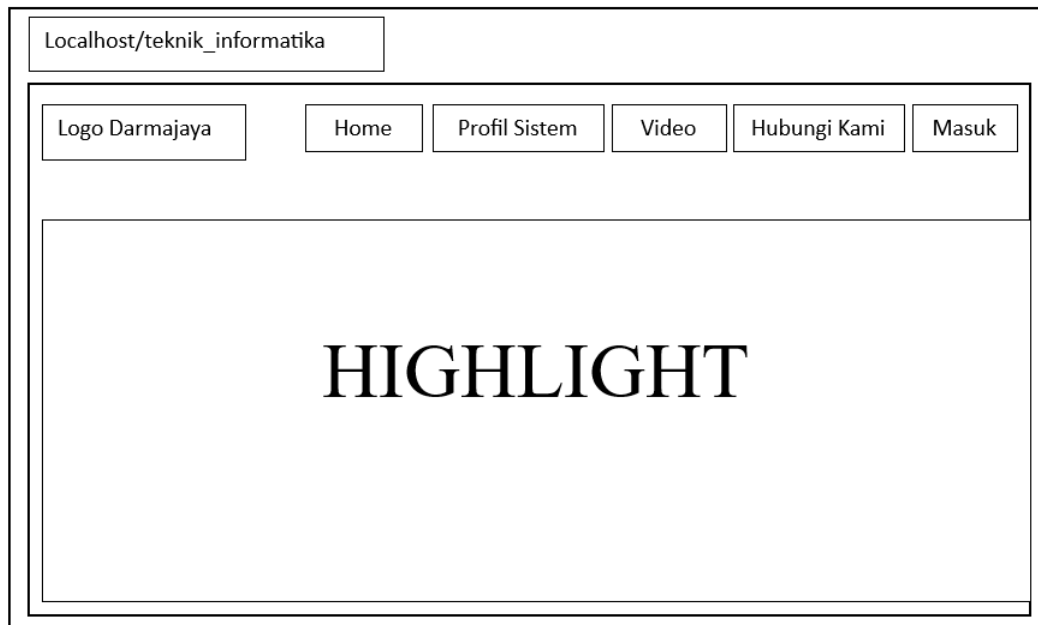 Localhost/teknik_informatika
Logo Darmajaya
Home
Profil Sistem
Video
Hubungi Kami
Masuk
HIGHLIGHT